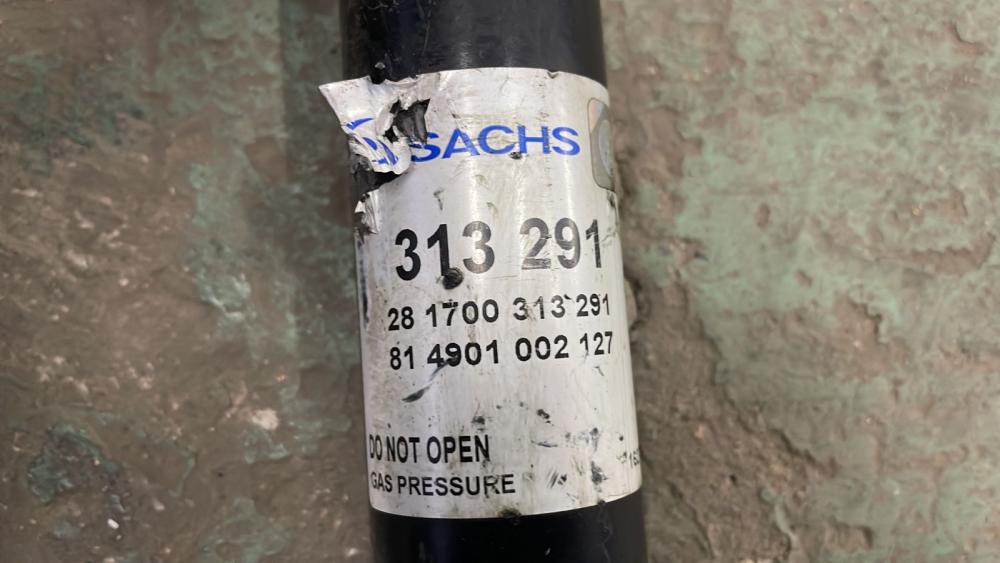 SACHS
313 291
28 1700 313 291
81 4901 002 127
DO NOT OPEN
GAS PRESSURE